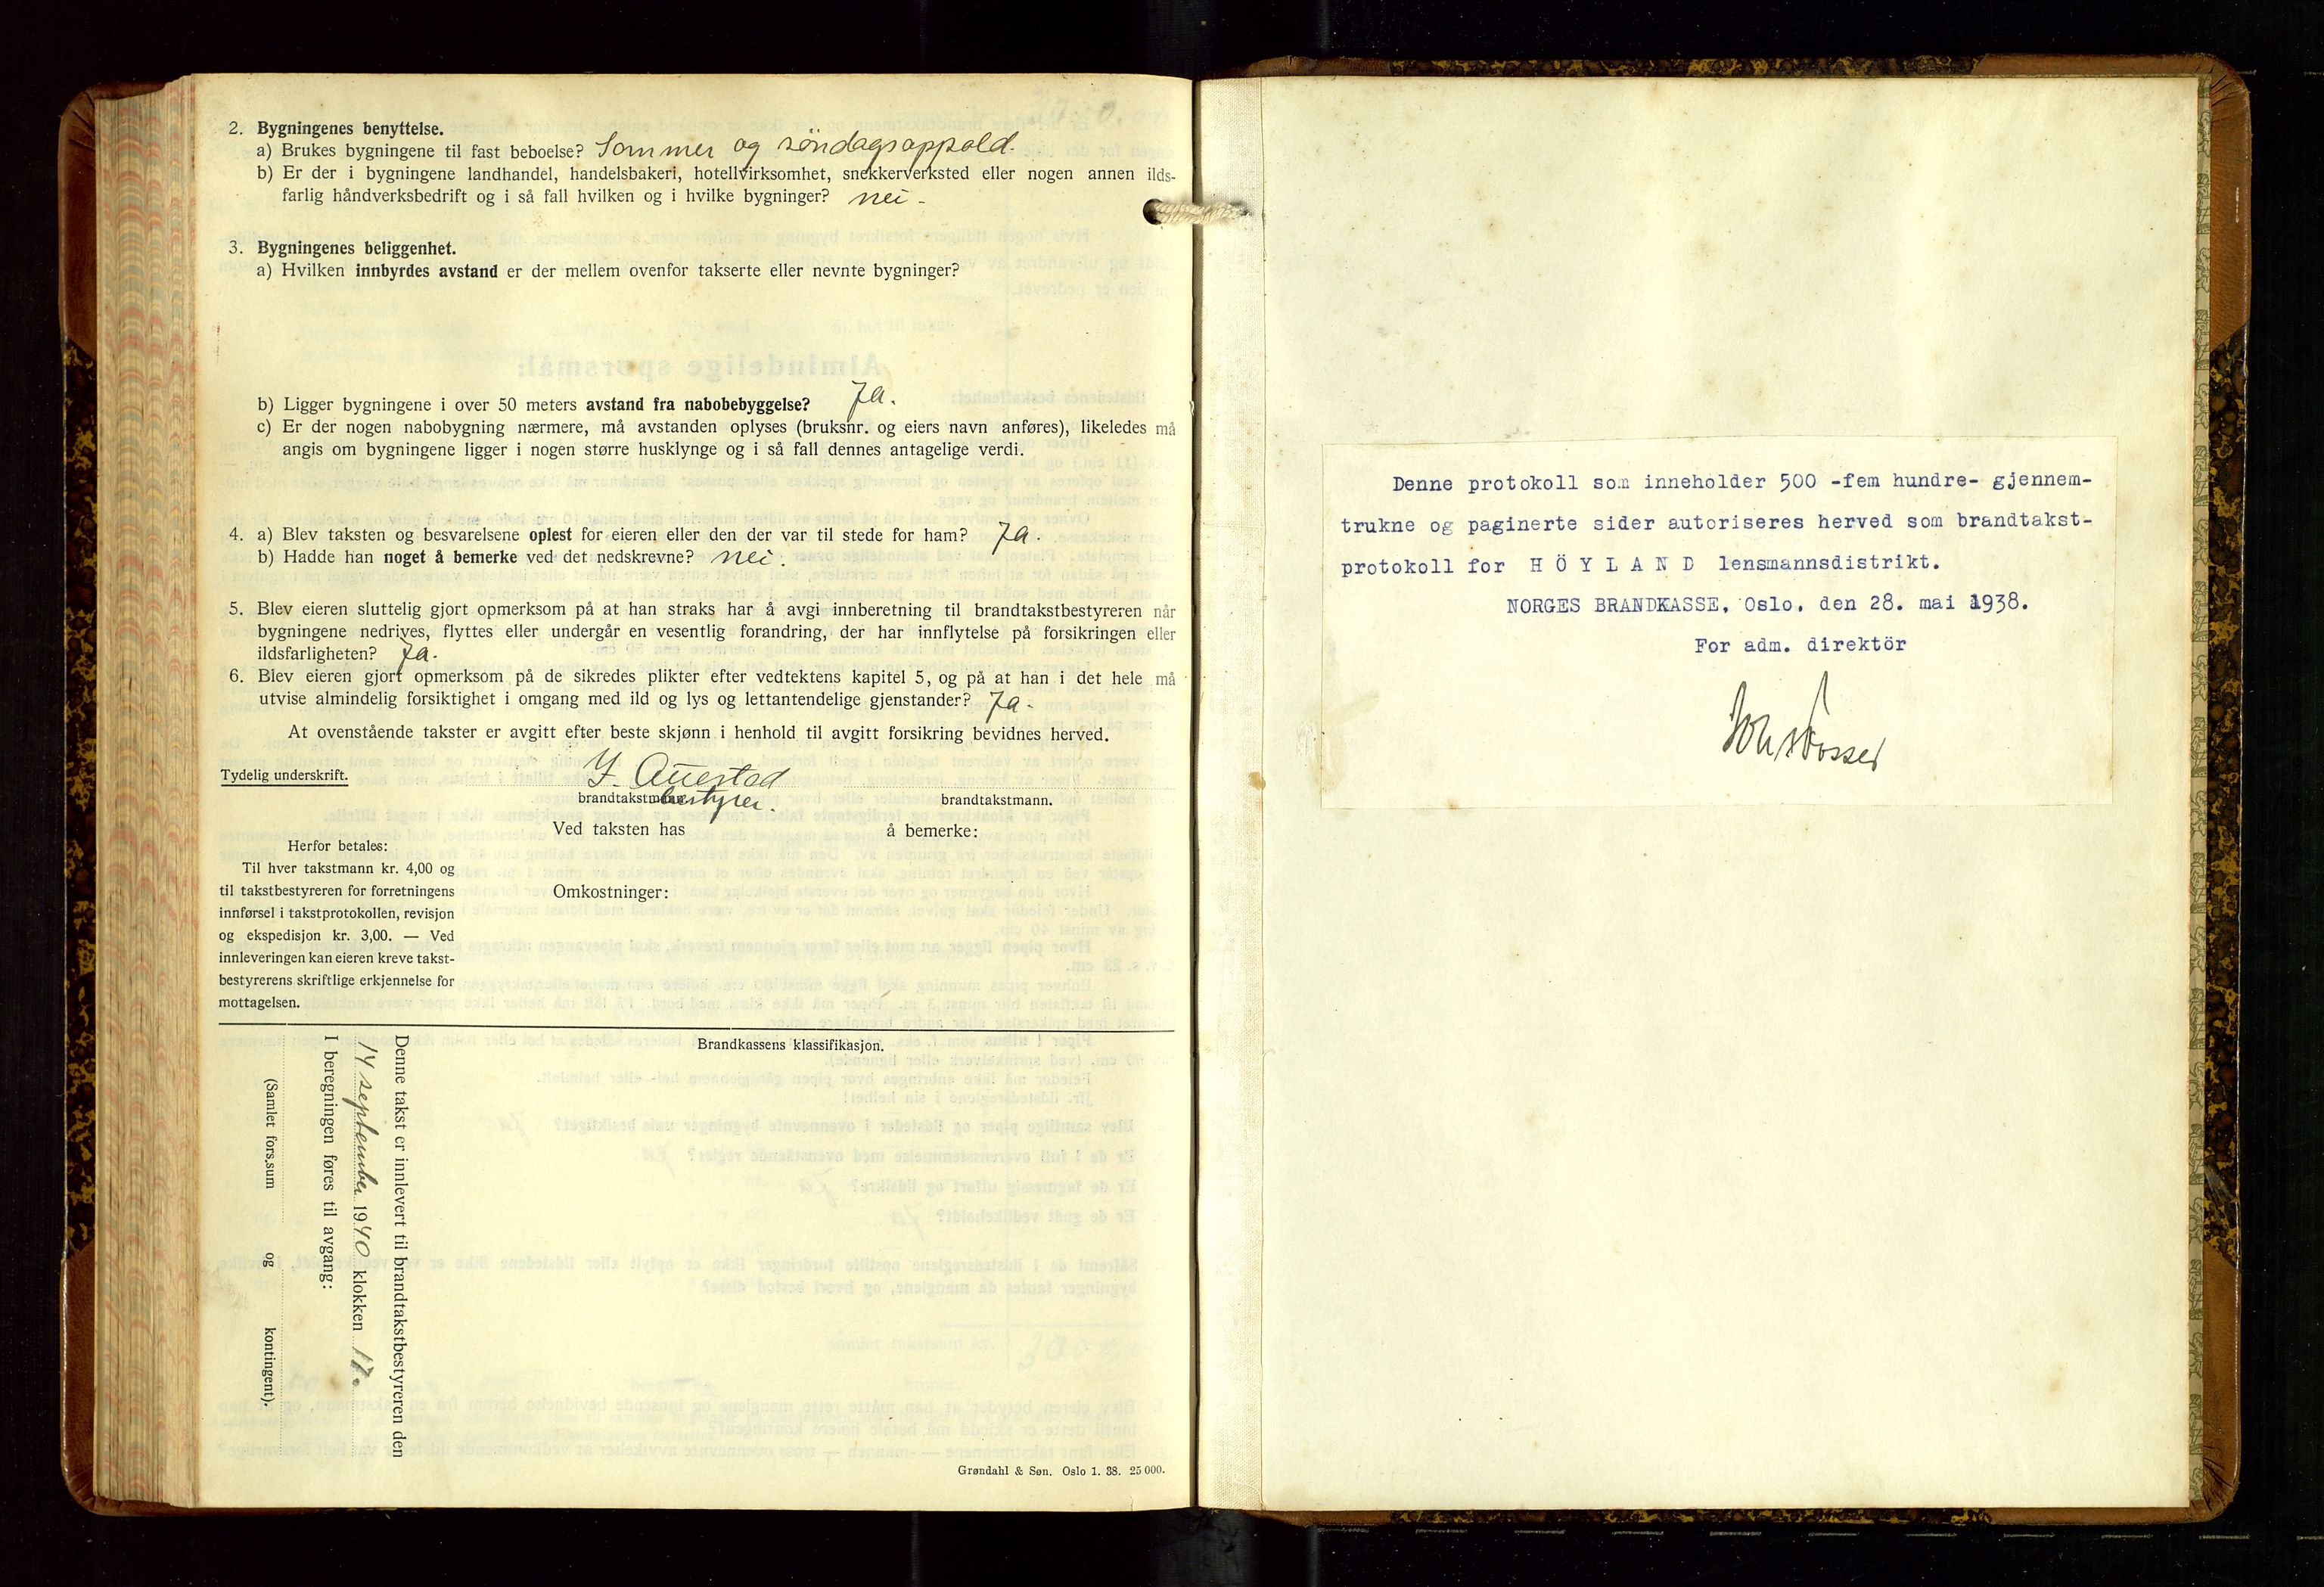 2. Bygningenes benyttelse.
a) Brukes bygningene til fast beboelse? Sommer og söndagsoppold.
b) Er der i bygningene landhandel, handelsbakeri, hotellvirksomhet, snekkerverksted eller nogen annen ilds-
farlig håndverksbedrift og i så fall hvilken og i hvilke bygninger? nei -
3. Bygningenes beliggenhet.
a) Hvilken innbyrdes avstand er der mellem ovenfor takserte eller nevnte bygninger?
b) Ligger bygningene i over 50 meters avstand fra nabobebyggelse? Ja.
c) Er der nogen nabobygning nærmere, må avstanden oplyses (bruksnr. og eiers navn anføres), likeledes må
angis om bygningene ligger i nogen større husklynge og i så fall dennes antagelige verdi.
4. a) Blev taksten og besvarelsene oplest for eieren eller den der var til stede for ham? Ja.
b) Hadde han noget å bemerke ved det nedskrevne? nei.
5. Blev eieren sluttelig gjort opmerksom på at han straks har å avgi innberetning til brandtakstbestyreren når
bygningene nedrives, flyttes eller undergår en vesentlig forandring, der har innflytelse på forsikringen eller
ildsfarligheten? Ja.
6. Blev eieren gjort opmerksom på de sikredes plikter efter vedtektens kapitel 5, og på at han i det hele må
utvise almindelig forsiktighet i omgang med ild og lys og lettantendelige gjenstander? Ja.
At ovenstående takster er avgitt efter beste skjønn i henhold til avgitt forsikring bevidnes herved.
Tydelig underskrift. Y. Auestad
brandtakstmann bestyrer. brandtakstmann.
Ved taksten has å bemerke:
Herfor betales:
Til hver takstmann kr. 4,00 og
til takstbestyreren for forretningens
innførsel i takstprotokollen, revisjon
og ekspedisjon kr. 3,00. — Ved
innleveringen kan eieren kreve takst-
bestyrerens skriftlige erkjennelse for
mottagelsen.
Omkostninger:
Brandkassens klassifikasjon.
Denne takst er innlevert til brandtakstbestyreren den
14 september 1940 klokken 17.
I beregningen føres til avgang:
(Samlet fors.sum og kontingent).
Grøndahl & Søn. Oslo 1. 38. 25 000.
Denne protokoll som inneholder 500 -fem hundre- gjennem-
trukne og paginerte sider autoriseres herved som brandtakst-
protokoll for HÖYLAND lensmannsdistrikt.
NORGES BRANDKASSE, Oslo, den 28. mai 1938.
For adm. direktör